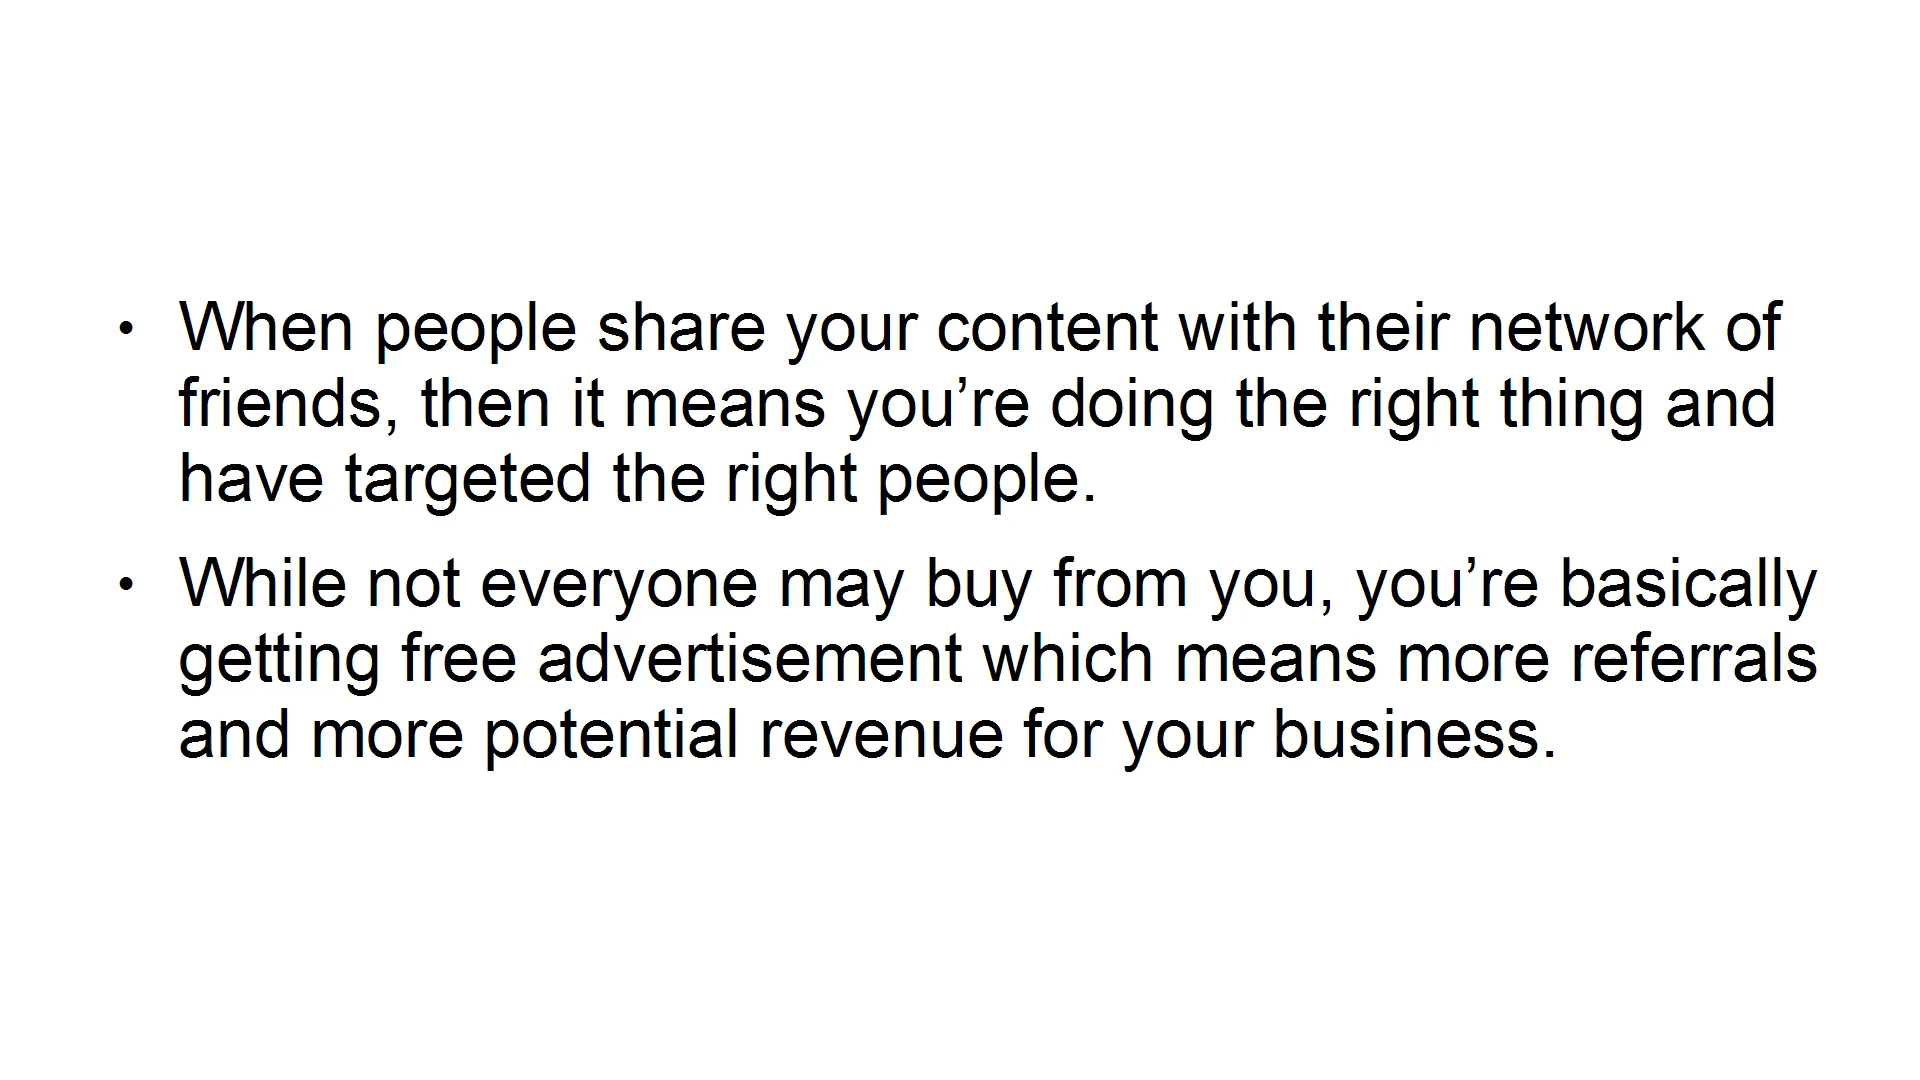 • When people share your content with their network of
friends, then it means you’re doing the right thing and
have targeted the right people.
• While not everyone may buy from you, you’re basically
getting free advertisement which means more referrals
and more potential revenue for your business.